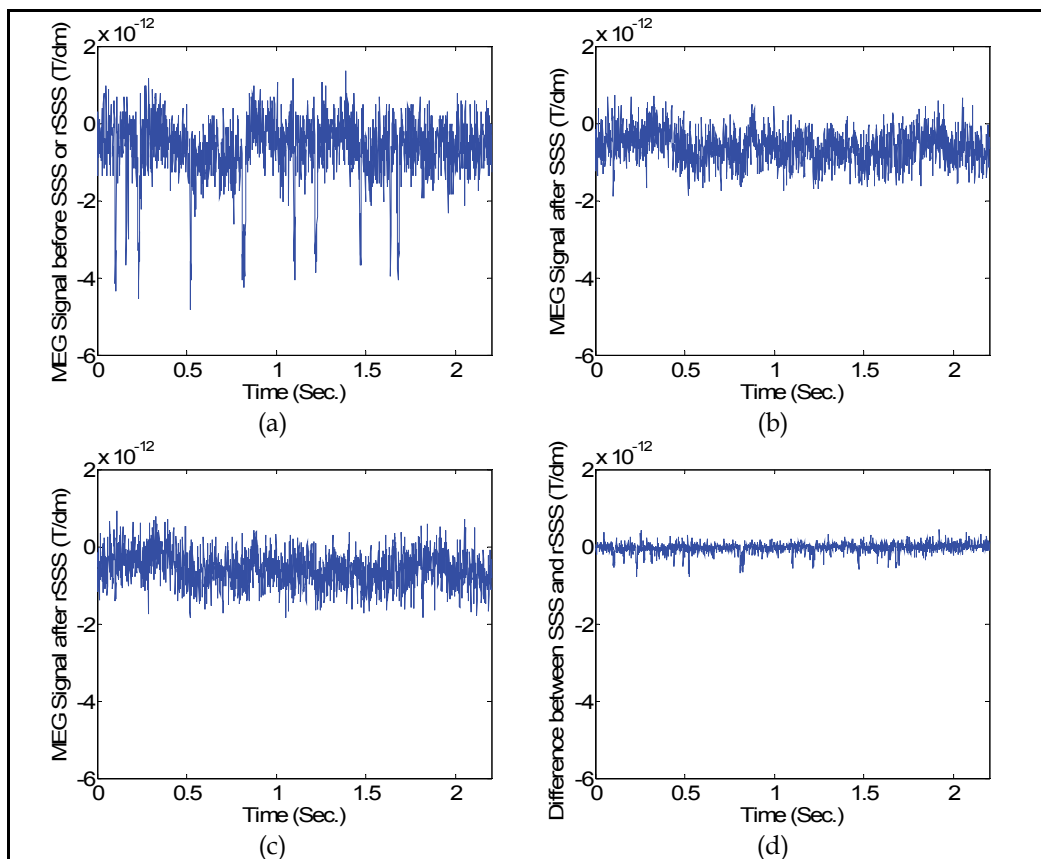 x 10-12
2
0
-2
-4
-6
0 0.5 1 1.5 2
MEG Signal before SSS or rSSS (T/dm)
Time (Sec.)
(a)
x 10-12
2
0
-2
-4
-6
0 0.5 1 1.5 2
MEG Signal after SSS (T/dm)
Time (Sec.)
(b)
x 10-12
2
0
-2
-4
-6
0 0.5 1 1.5 2
MEG Signal after rSSS (T/dm)
Time (Sec.)
(c)
x 10-12
2
0
-2
-4
-6
0 0.5 1 1.5 2
Difference between SSS and rSSS (T/dm)
Time (Sec.)
(d)